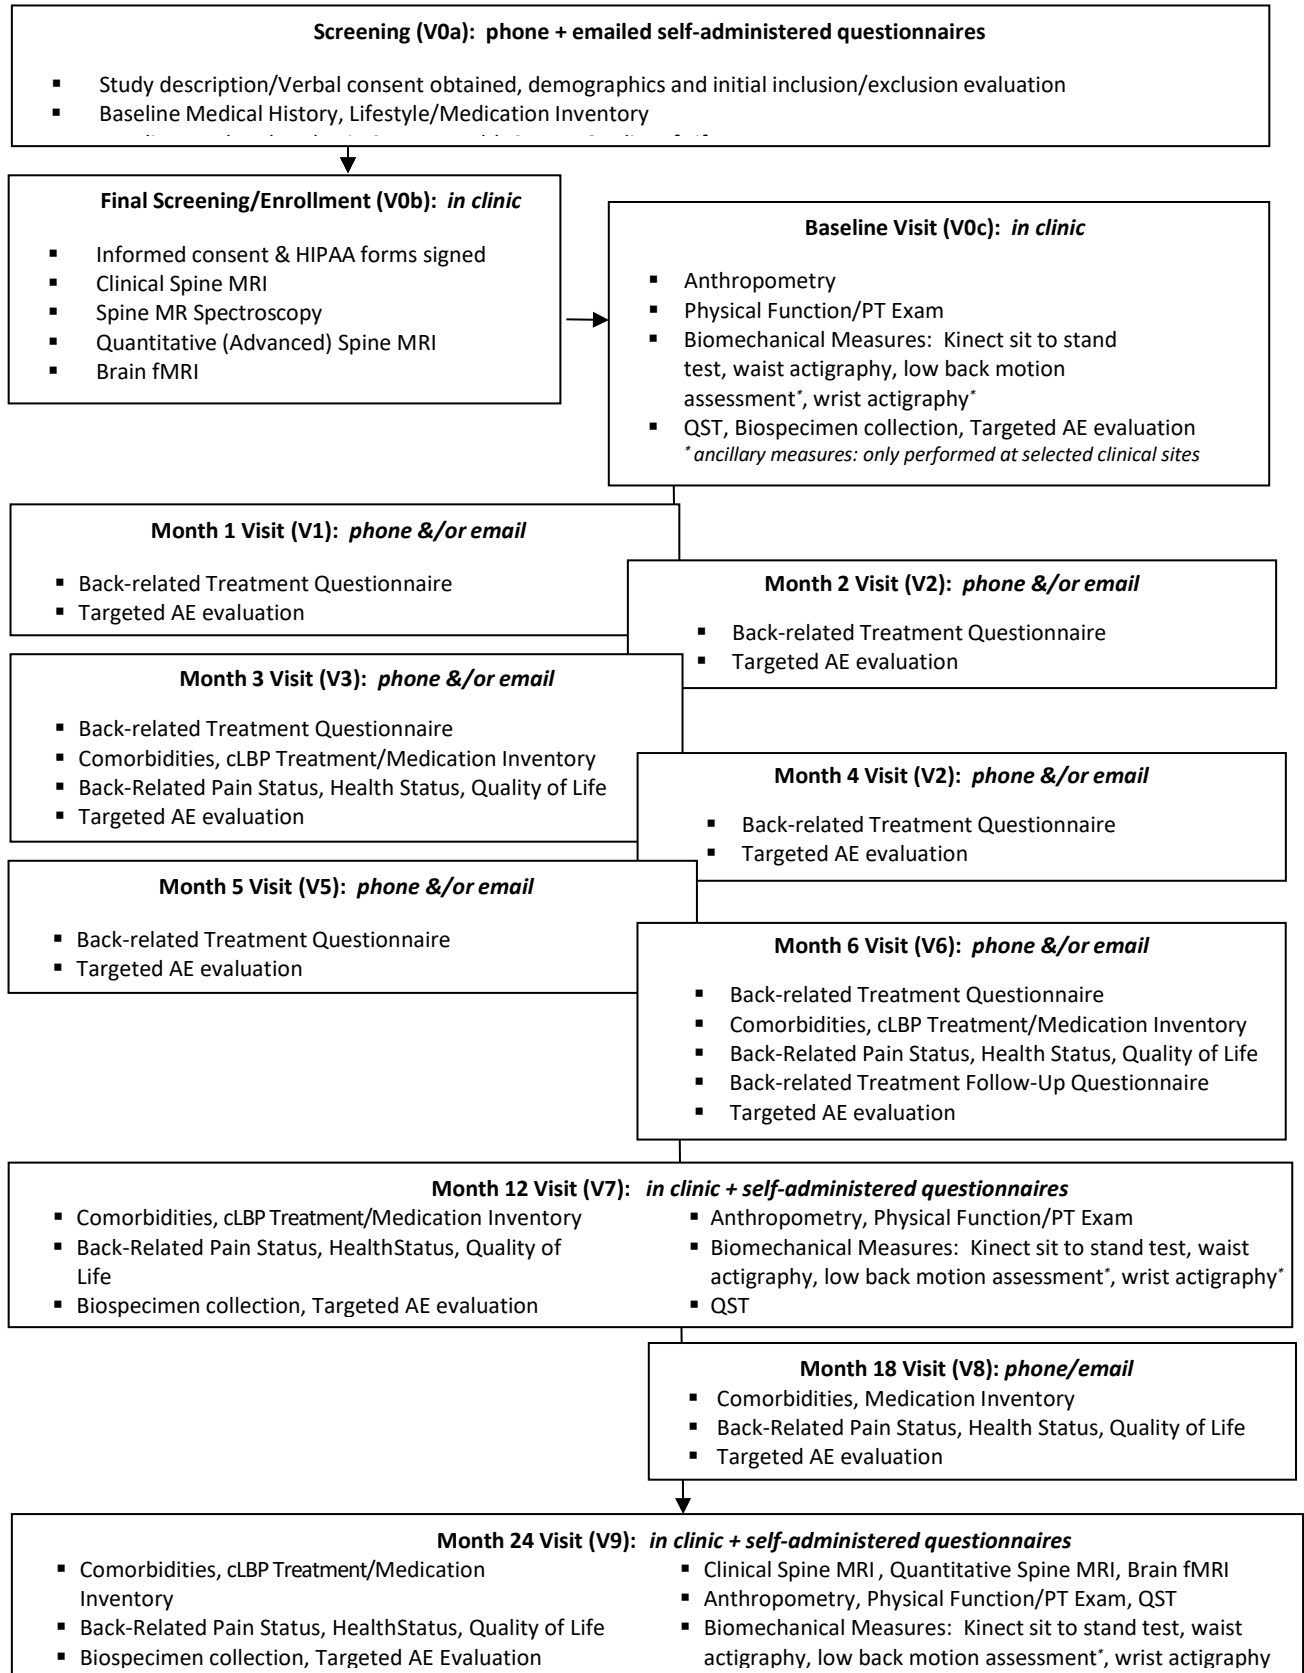 Screening (V0a): phone + emailed self-administered questionnaires
▪ Study description/Verbal consent obtained, demographics and initial inclusion/exclusion evaluation
▪ Baseline Medical History, Lifestyle/Medication Inventory
Final Screening/Enrollment (V0b): in clinic
▪ Informed consent & HIPAA forms signed
▪ Clinical Spine MRI
▪ Spine MR Spectroscopy
▪ Quantitative (Advanced) Spine MRI
▪ Brain fMRI
Baseline Visit (V0c): in clinic
▪ Anthropometry
▪ Physical Function/PT Exam
▪ Biomechanical Measures: Kinect sit to stand
test, waist actigraphy, low back motion
assessment*, wrist actigraphy*
▪ QST, Biospecimen collection, Targeted AE evaluation
* ancillary measures: only performed at selected clinical sites
Month 1 Visit (V1): phone &/or email
▪ Back-related Treatment Questionnaire
▪ Targeted AE evaluation
Month 2 Visit (V2): phone &/or email
▪ Back-related Treatment Questionnaire
▪ Targeted AE evaluation
Month 3 Visit (V3): phone &/or email
▪ Back-related Treatment Questionnaire
▪ Comorbidities, cLBP Treatment/Medication Inventory
▪ Back-Related Pain Status, Health Status, Quality of Life
▪ Targeted AE evaluation
Month 4 Visit (V2): phone &/or email
▪ Back-related Treatment Questionnaire
▪ Targeted AE evaluation
Month 5 Visit (V5): phone &/or email
▪ Back-related Treatment Questionnaire
▪ Targeted AE evaluation
Month 6 Visit (V6): phone &/or email
▪ Back-related Treatment Questionnaire
▪ Comorbidities, cLBP Treatment/Medication Inventory
▪ Back-Related Pain Status, Health Status, Quality of Life
▪ Back-related Treatment Follow-Up Questionnaire
▪ Targeted AE evaluation
Month 12 Visit (V7): in clinic + self-administered questionnaires
▪ Comorbidities, cLBP Treatment/Medication Inventory
▪ Back-Related Pain Status, HealthStatus, Quality of
Life
▪ Biospecimen collection, Targeted AE evaluation
▪ Anthropometry, Physical Function/PT Exam
▪ Biomechanical Measures: Kinect sit to stand test, waist
actigraphy, low back motion assessment*, wrist actigraphy*
▪ QST
Month 18 Visit (V8): phone/email
▪ Comorbidities, Medication Inventory
▪ Back-Related Pain Status, Health Status, Quality of Life
▪ Targeted AE evaluation
Month 24 Visit (V9): in clinic + self-administered questionnaires
▪ Comorbidities, cLBP Treatment/Medication
Inventory
▪ Back-Related Pain Status, HealthStatus, Quality of Life
▪ Biospecimen collection, Targeted AE Evaluation
▪ Clinical Spine MRI , Quantitative Spine MRI, Brain fMRI
▪ Anthropometry, Physical Function/PT Exam, QST
▪ Biomechanical Measures: Kinect sit to stand test, waist
actigraphy, low back motion assessment*, wrist actigraphy